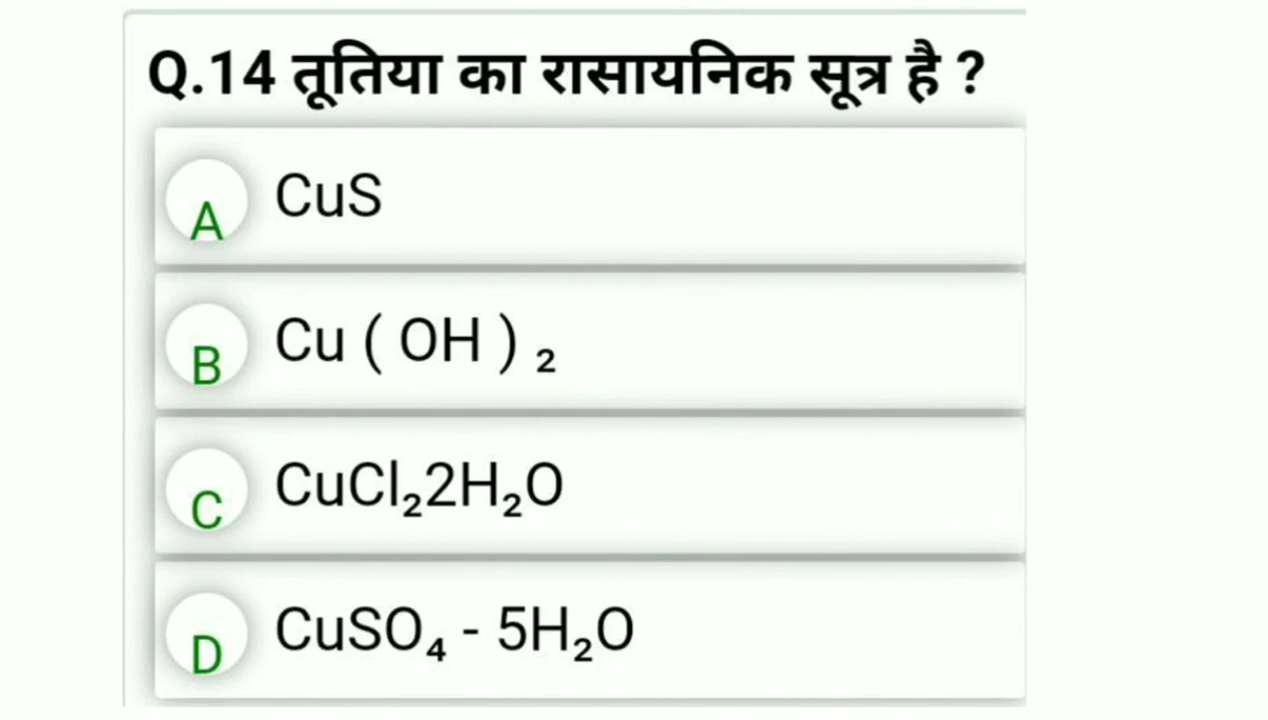 Q.14 तूतिया का रासायनिक सूत्र है ?
A CuS
B Cu ( OH ) ₂
C CuCl₂2H₂O
D CuSO₄ - 5H₂O